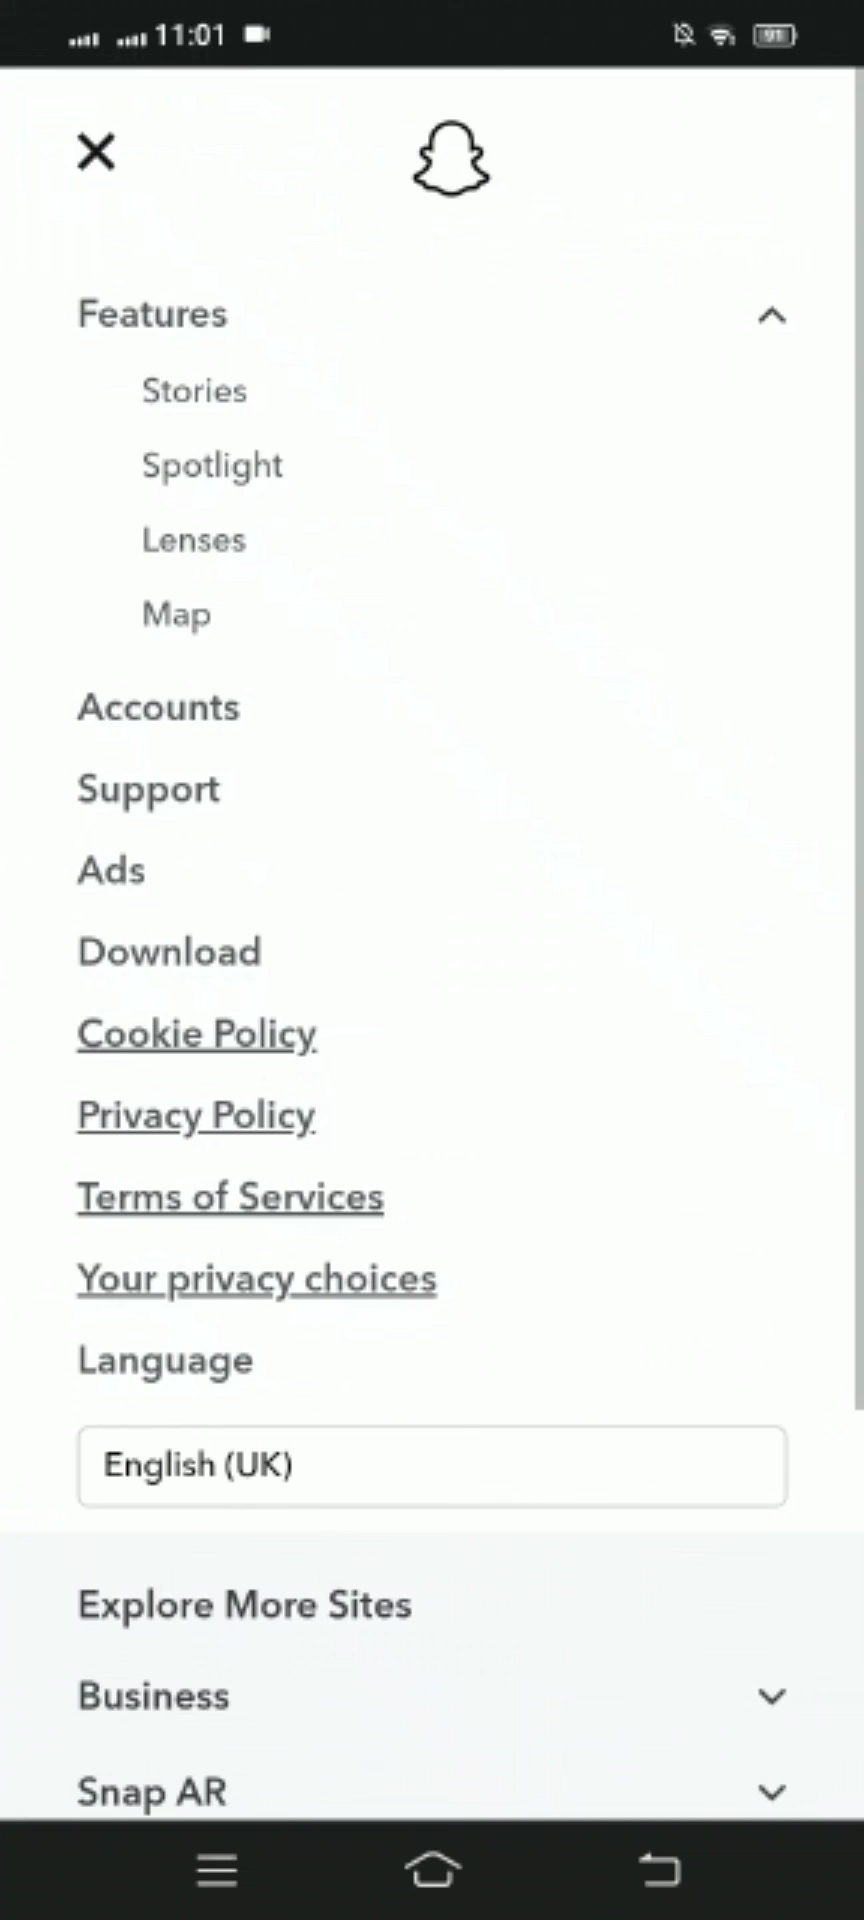 11:01
91
Features
Stories
Spotlight
Lenses
Map
Accounts
Support
Ads
Download
Cookie Policy
Privacy Policy
Terms of Services
Your privacy choices
Language
English (UK)
Explore More Sites
Business
Snap AR